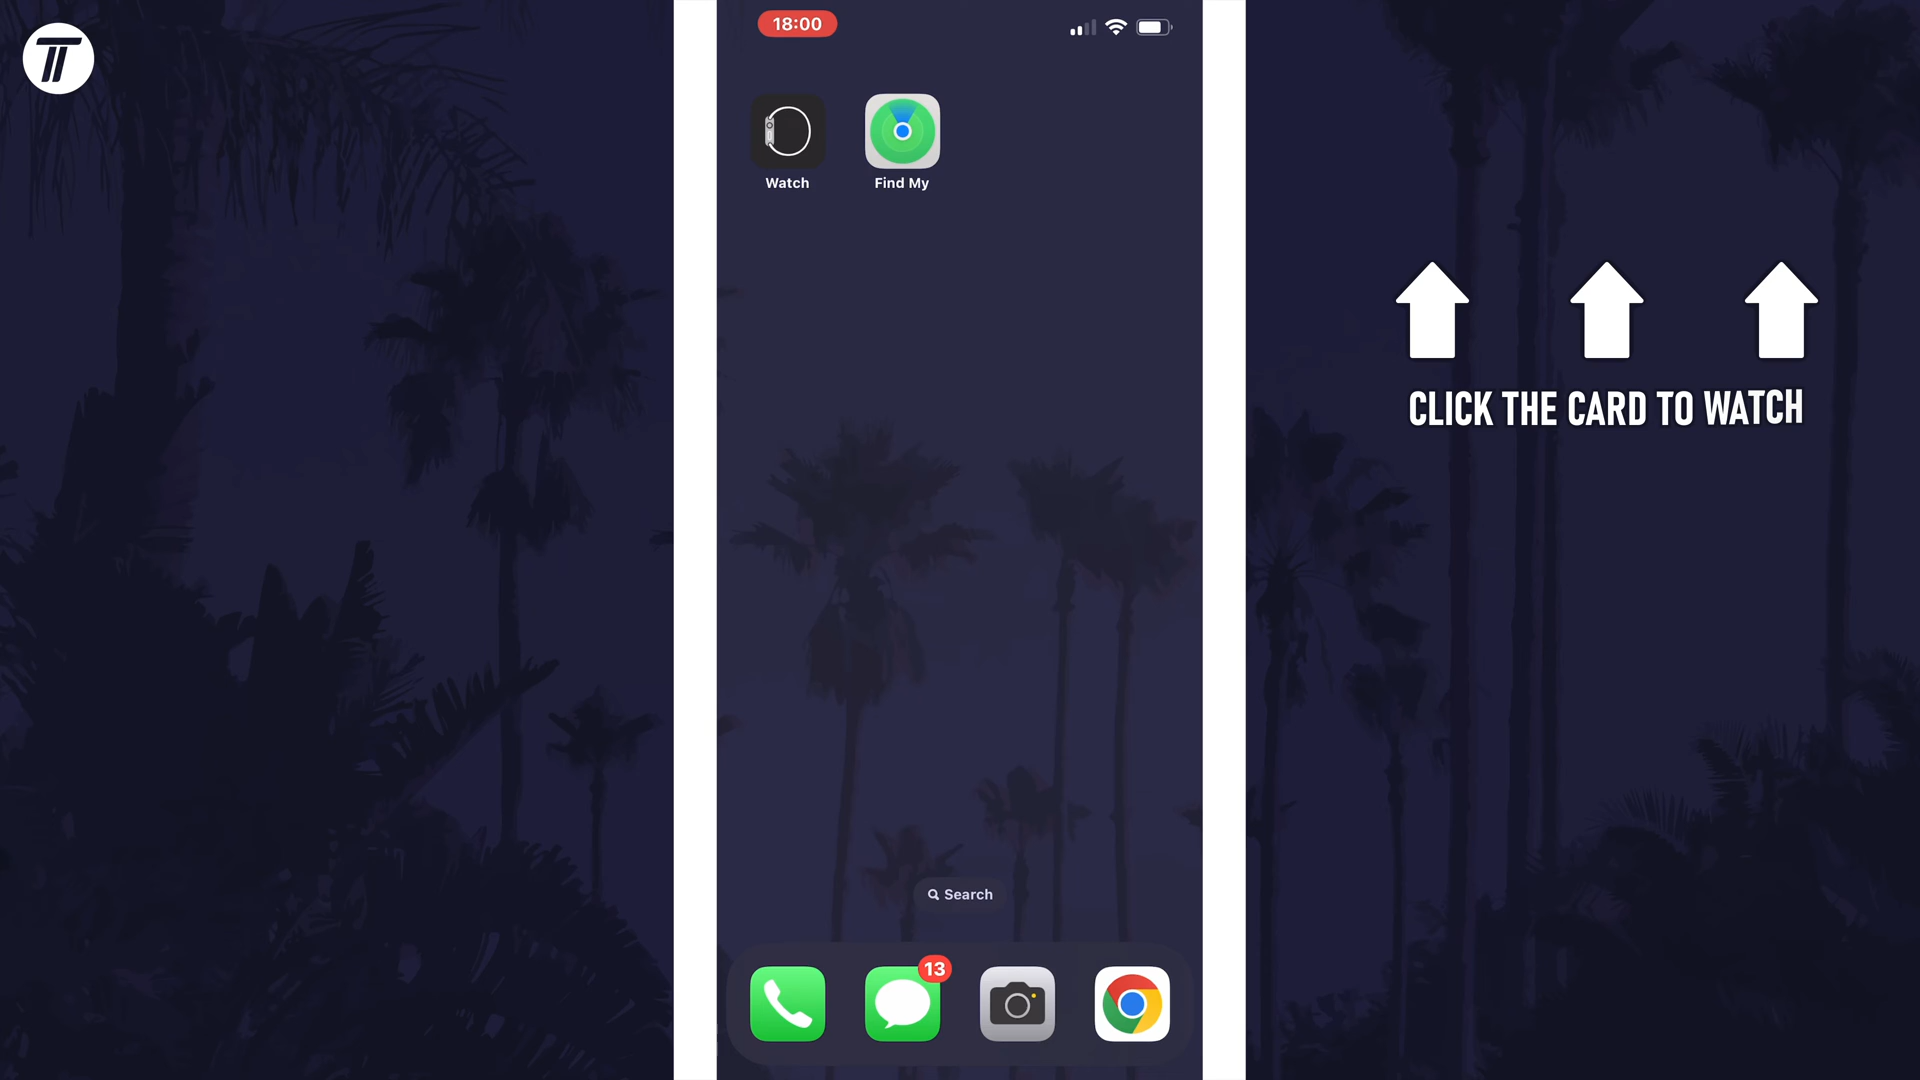 18:00
Watch
Find My
CLICK THE CARD TO WATCH
Search
13